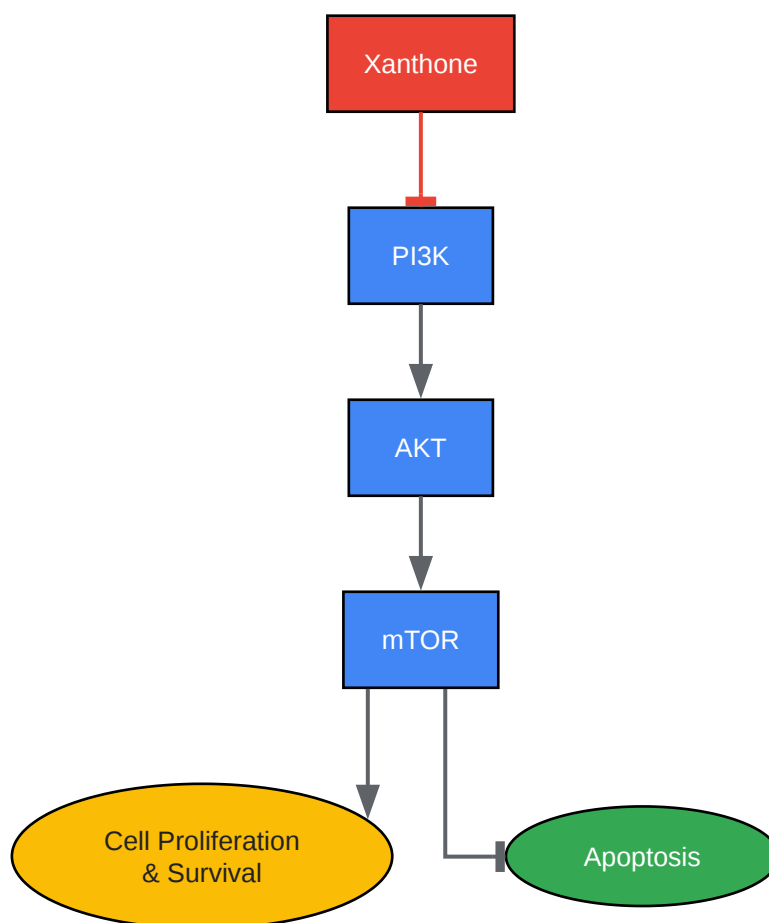 Xanthone
PI3K
AKT
mTOR
Cell Proliferation
& Survival
Apoptosis